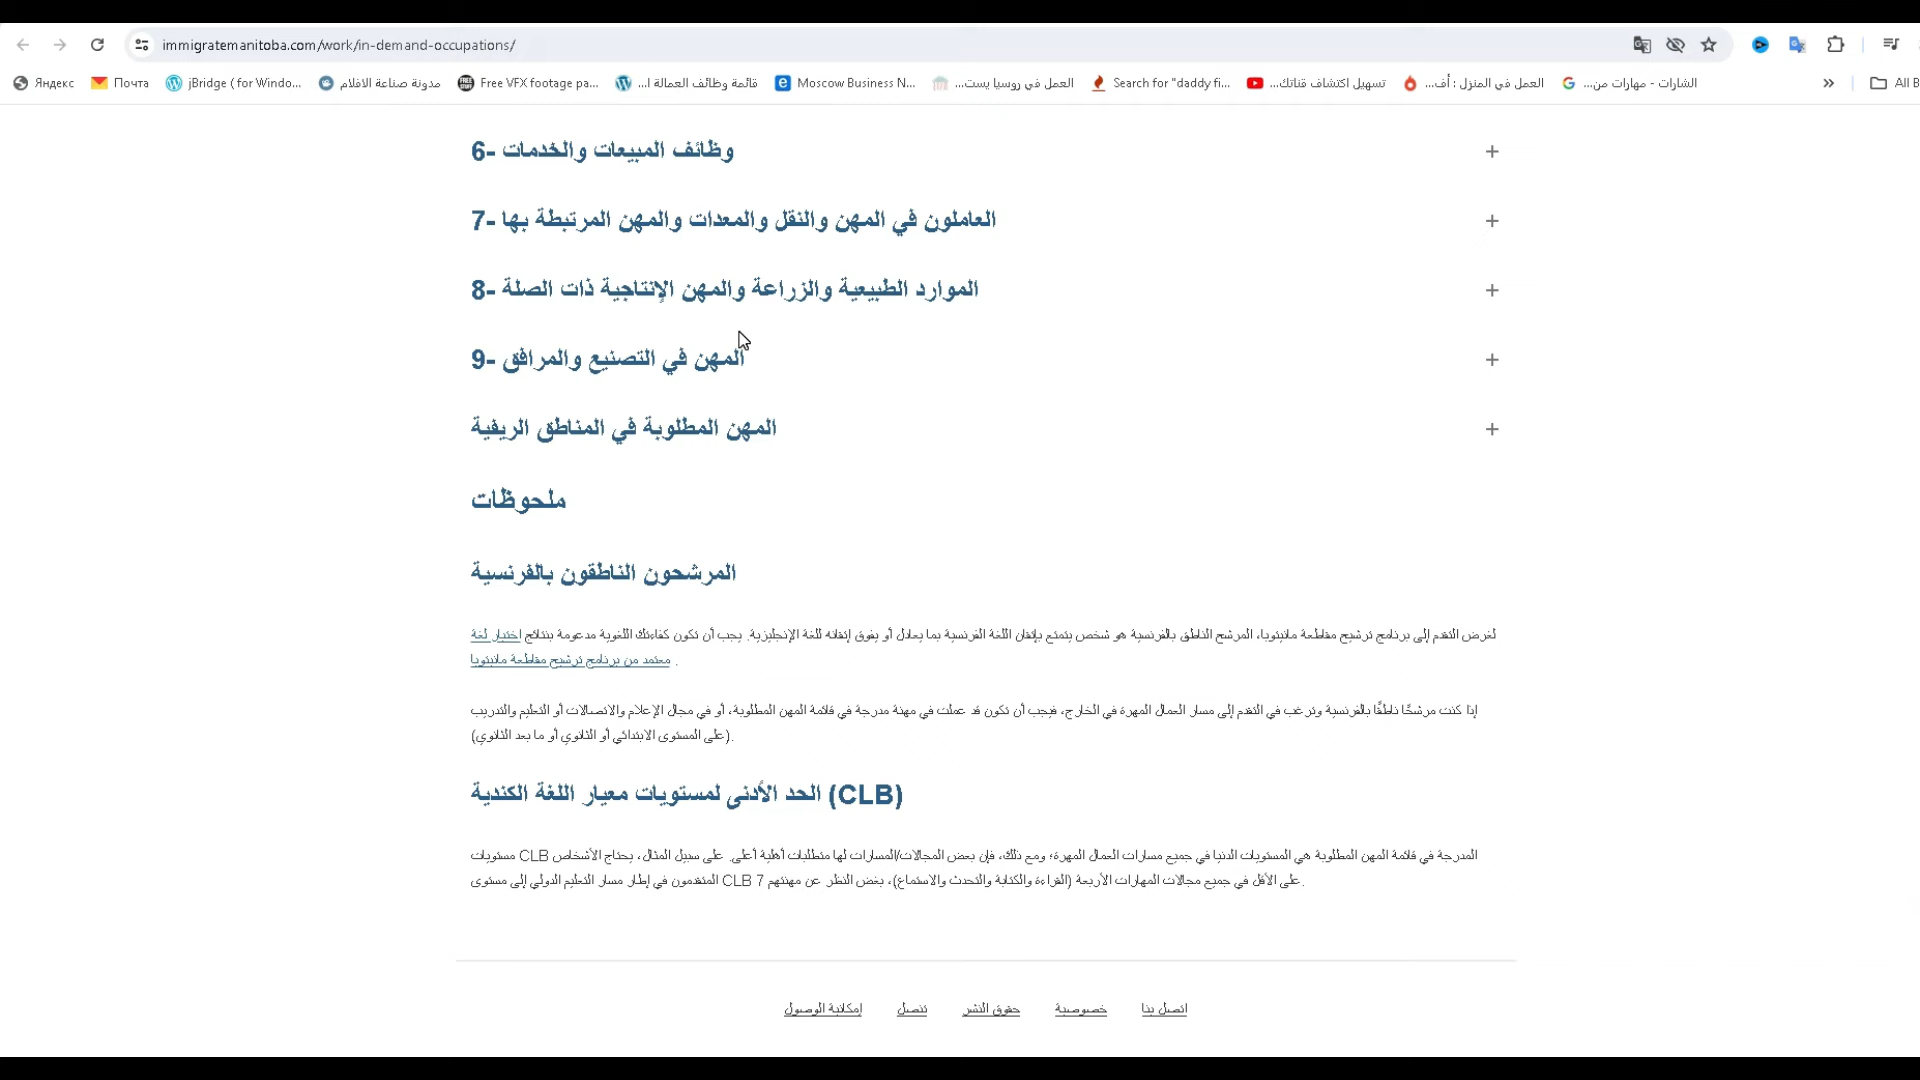 immigratemanitoba.com/work/in-demand-occupations/
Яндекс
Почта
jBridge ( for Windo...
مدونة صناعة الافلام
Free VFX footage pa...
قائمة وظائف العمالة ا...
Moscow Business N...
العمل في روسيا يست...
Search for "daddy fi...
تسهيل اكتشاف قناتك...
العمل في المنزل : أف...
الشارات - مهارات من...
All B
6- وظائف المبيعات والخدمات
7- العاملون في المهن والنقل والمعدات والمهن المرتبطة بها
8- الموارد الطبيعية والزراعة والمهن الإنتاجية ذات الصلة
9- المهن في التصنيع والمرافق
المهن المطلوبة في المناطق الريفية
ملحوظات
المرشحون الناطقون بالفرنسية
لغرض التقدم إلى برنامج ترشيح مقاطعة مانيتوبا، المرشح الناطق بالفرنسية هو شخص يتمتع بإتقان اللغة الفرنسية بما يعادل أو يفوق إتقانه للغة الإنجليزية. يجب أن تكون كفاءتك اللغوية مدعومة بنتائج اختبار لغة
معتمد من برنامج ترشيح مقاطعة مانيتوبا .
إذا كنت مرشحًا ناطقًا بالفرنسية وترغب في التقدم إلى مسار العمال المهرة في الخارج، فيجب أن تكون قد عملت في مهنة مدرجة في قائمة المهن المطلوبة، أو في مجال الإعلام والاتصالات أو التعليم والتدريب
(على المستوى الابتدائي أو الثانوي أو ما بعد الثانوي).
الحد الأدنى لمستويات معيار اللغة الكندية (CLB)
مستويات CLB المدرجة في قائمة المهن المطلوبة هي المستويات الدنيا في جميع مسارات العمال المهرة؛ ومع ذلك، فإن بعض المجالات/المسارات لها متطلبات أهلية أعلى. على سبيل المثال، يحتاج الأشخاص
المتقدمون في إطار مسار التعليم الدولي إلى مستوى CLB 7 على الأقل في جميع مجالات المهارات الأربعة (القراءة والكتابة والتحدث والاستماع)، بغض النظر عن مهنتهم.
إمكانية الوصول
تنصل
حقوق النشر
خصوصية
اتصل بنا